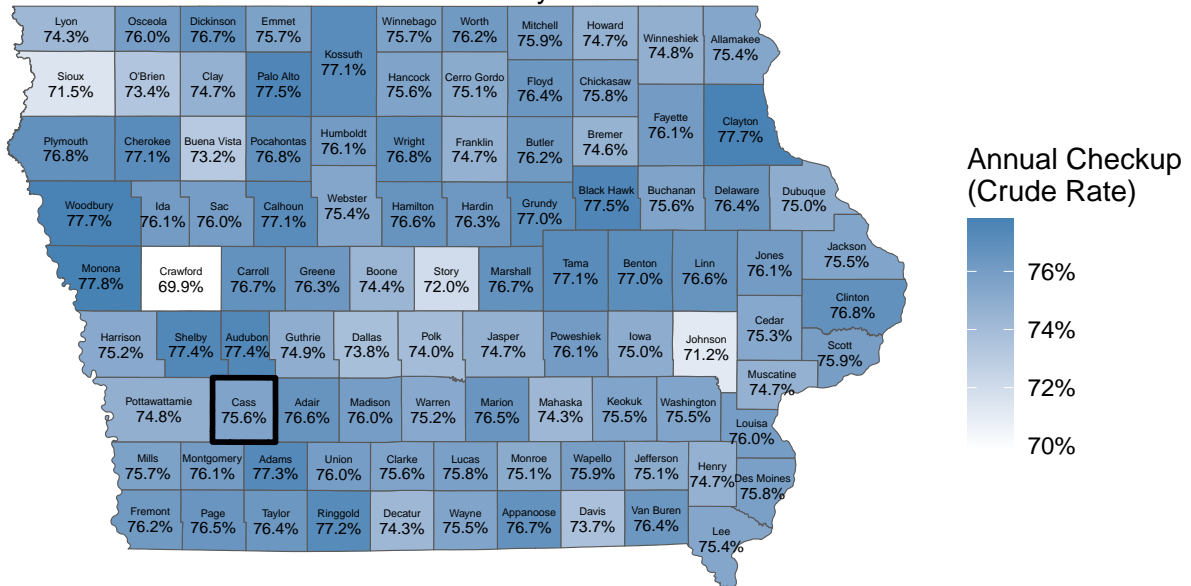 Lyon
74.3%
Osceola
76.0%
Dickinson
76.7%
Emmet
75.7%
Kossuth
77.1%
Winnebago
75.7%
Worth
76.2%
Mitchell
75.9%
Howard
74.7%
Winneshiek
74.8%
Allamakee
75.4%
Sioux
71.5%
O'Brien
73.4%
Clay
74.7%
Palo Alto
77.5%
Hancock
75.6%
Cerro Gordo
75.1%
Floyd
76.4%
Chickasaw
75.8%
Fayette
76.1%
Clayton
77.7%
Plymouth
76.8%
Cherokee
77.1%
Buena Vista
73.2%
Pocahontas
76.8%
Humboldt
76.1%
Wright
76.8%
Franklin
74.7%
Butler
76.2%
Bremer
74.6%
Woodbury
77.7%
Ida
76.1%
Sac
76.0%
Calhoun
77.1%
Webster
75.4%
Hamilton
76.6%
Hardin
76.3%
Grundy
77.0%
Black Hawk
77.5%
Buchanan
75.6%
Delaware
76.4%
Dubuque
75.0%
Monona
77.8%
Crawford
69.9%
Carroll
76.7%
Greene
76.3%
Boone
74.4%
Story
72.0%
Marshall
76.7%
Tama
77.1%
Benton
77.0%
Linn
76.6%
Jones
76.1%
Jackson
75.5%
Clinton
76.8%
Harrison
75.2%
Shelby
77.4%
Audubon
77.4%
Guthrie
74.9%
Dallas
73.8%
Polk
74.0%
Jasper
74.7%
Poweshiek
76.1%
Iowa
75.0%
Johnson
71.2%
Cedar
75.3%
Scott
75.9%
Muscatine
74.7%
Pottawattamie
74.8%
Cass
75.6%
Adair
76.6%
Madison
76.0%
Warren
75.2%
Marion
76.5%
Mahaska
74.3%
Keokuk
75.5%
Washington
75.5%
Louisa
76.0%
Mills
75.7%
Montgomery
76.1%
Adams
77.3%
Union
76.0%
Clarke
75.6%
Lucas
75.8%
Monroe
75.1%
Wapello
75.9%
Jefferson
75.1%
Henry
74.7%
Des Moines
75.8%
Fremont
76.2%
Page
76.5%
Taylor
76.4%
Ringgold
77.2%
Decatur
74.3%
Wayne
75.5%
Appanoose
76.7%
Davis
73.7%
Van Buren
76.4%
Lee
75.4%
Annual Checkup
(Crude Rate)
76%
74%
72%
70%